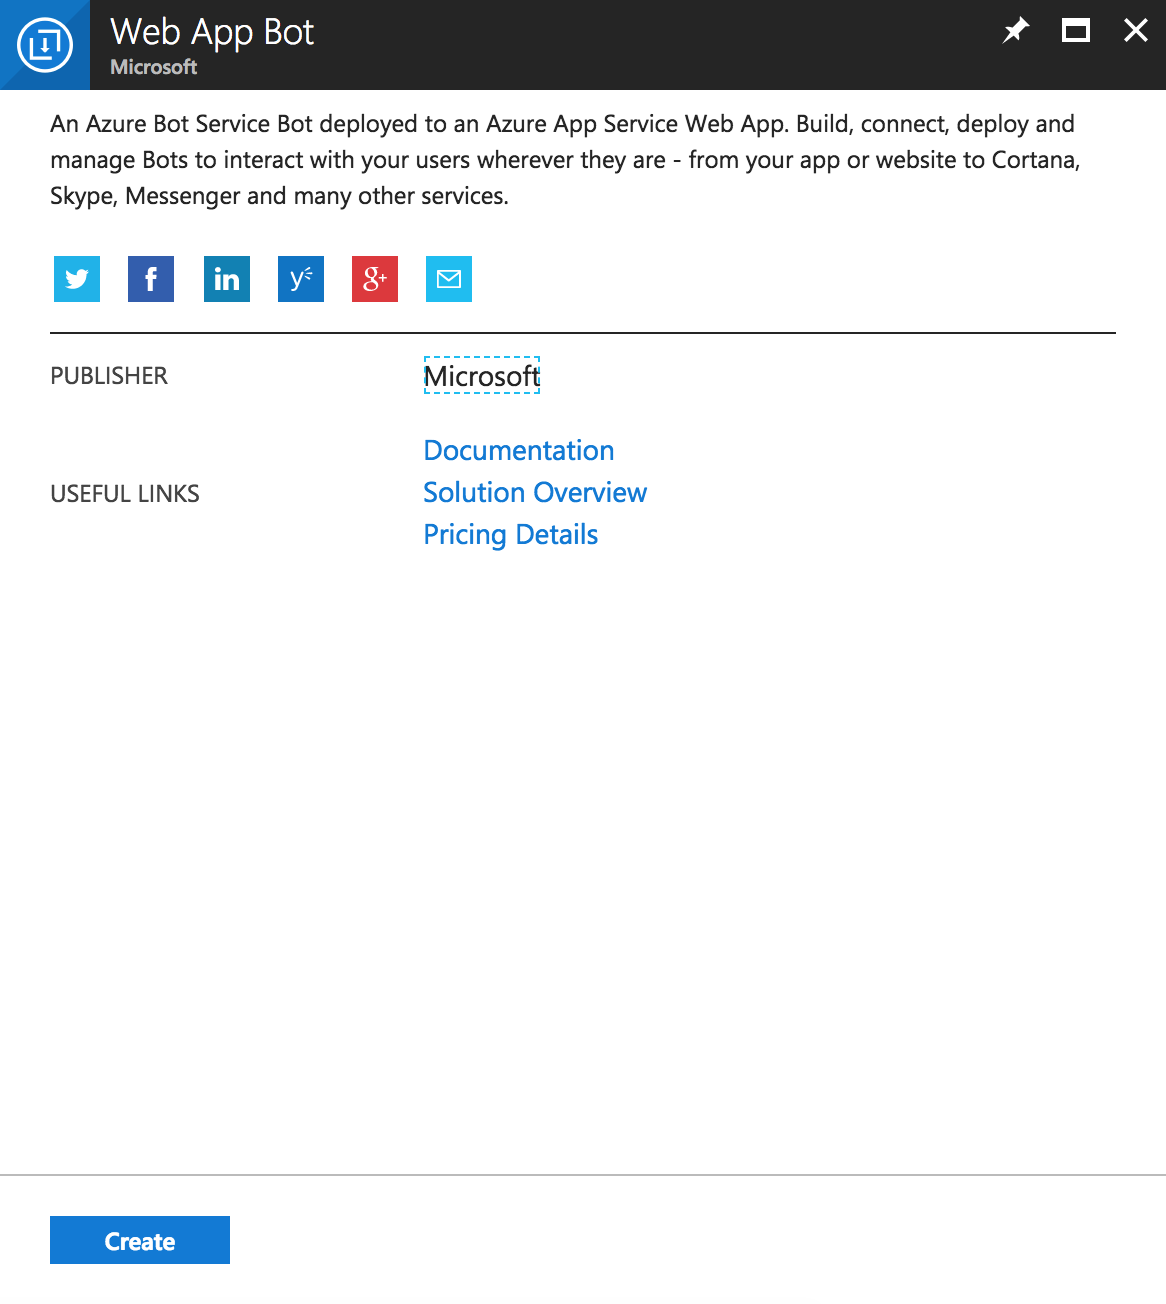 Web App Bot
Microsoft
An Azure Bot Service Bot deployed to an Azure App Service Web App. Build, connect, deploy and
manage Bots to interact with your users wherever they are - from your app or website to Cortana,
Skype, Messenger and many other services.
f in y g+
PUBLISHER Microsoft
Documentation
USEFUL LINKS Solution Overview
Pricing Details
Create